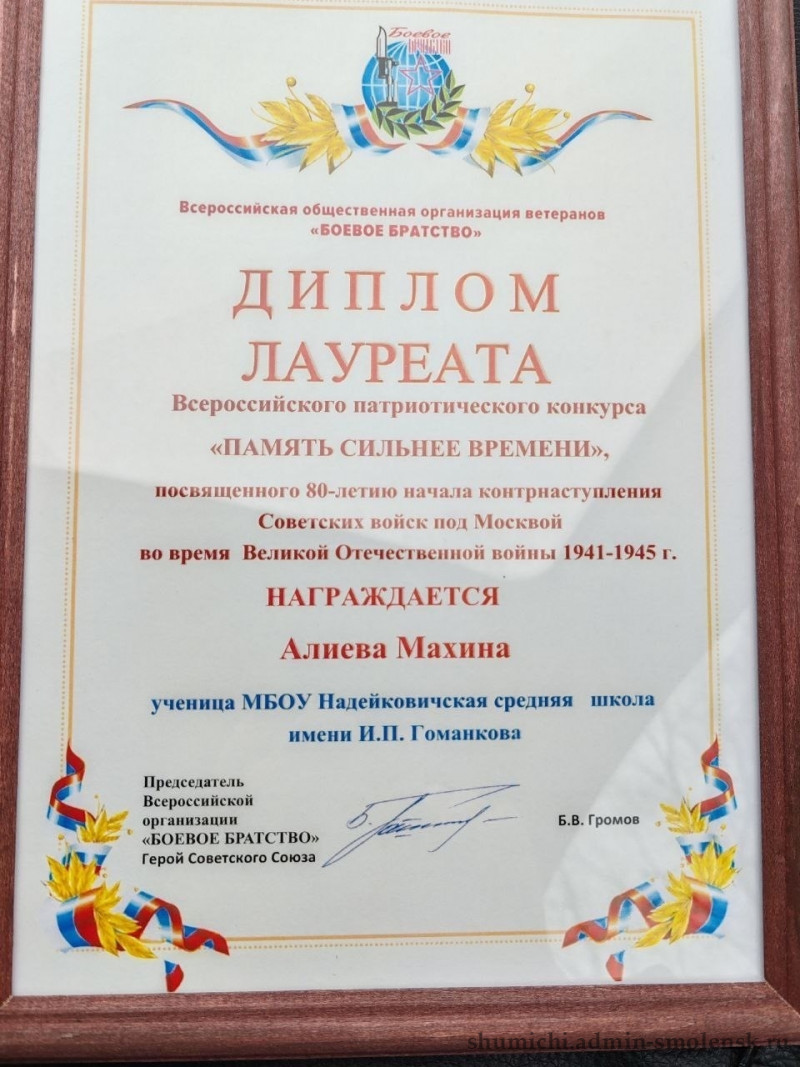 Боевое
БРАТСТВО
Всероссийская общественная организация ветеранов
«БОЕВОЕ БРАТСТВО»
ДИПЛОМ
ЛАУРЕАТА
Всероссийского патриотического конкурса
«ПАМЯТЬ СИЛЬНЕЕ ВРЕМЕНИ»,
посвященного 80-летию начала контрнаступления
Советских войск под Москвой
во время Великой Отечественной войны 1941-1945 г.
НАГРАЖДАЕТСЯ
Алиева Махина
ученица МБОУ Надейковичская средняя школа
имени И.П. Гоманкова
Председатель
Всероссийской
организации
«БОЕВОЕ БРАТСТВО»
Герой Советского Союза
Б.В. Громов
shumichi.admin-smolensk.ru